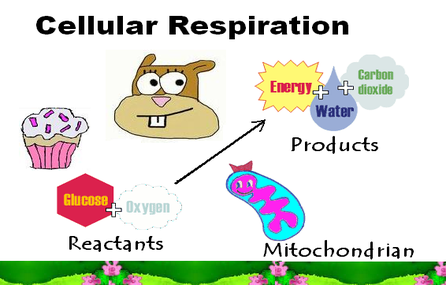 Cellular Respiration
Energy
+
Water
+
Carbon
dioxide
Products
Glucose
+
Oxygen
Reactants
Mitochondrian